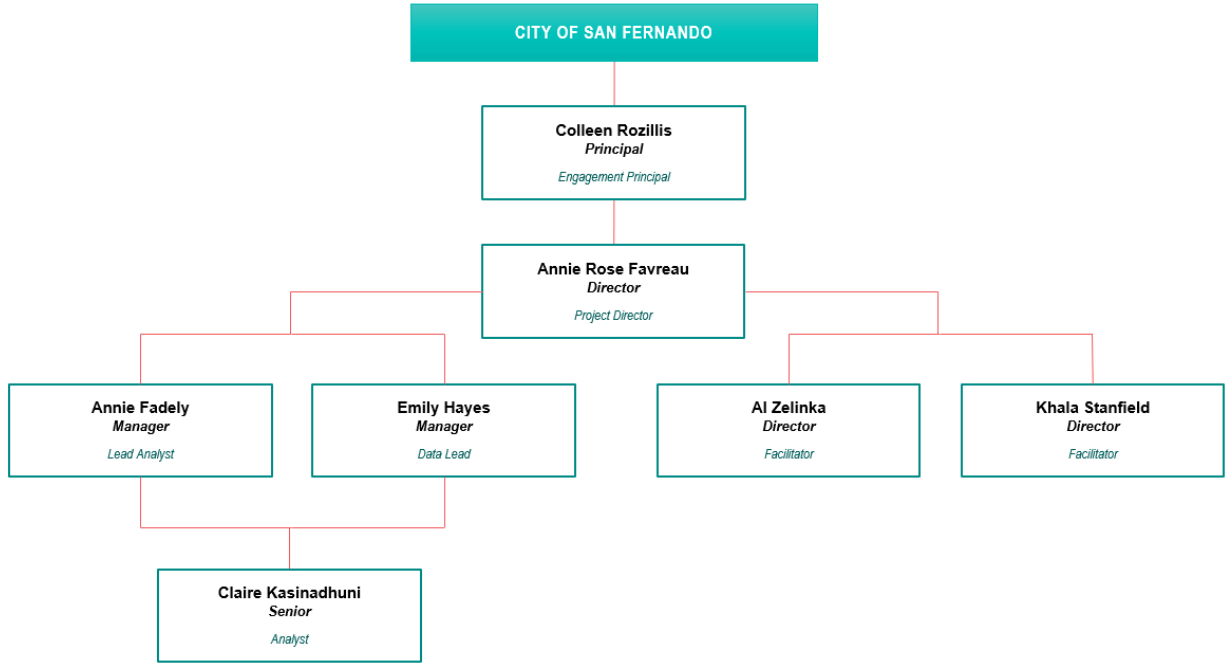 CITY OF SAN FERNANDO
Colleen Rozillis
Principal
Engagement Principal
Annie Rose Favreau
Director
Project Director
Annie Fadely
Manager
Lead Analyst
Emily Hayes
Manager
Data Lead
Al Zelinka
Director
Facilitator
Khala Stanfield
Director
Facilitator
Claire Kasinadhuni
Senior
Analyst